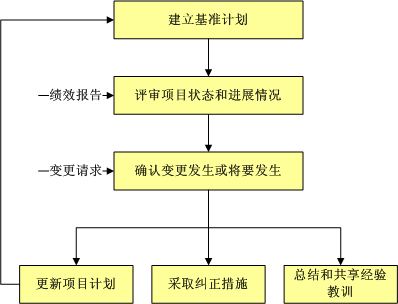 建立基准计划
绩效报告
评审项目状态和进展情况
变更请求
确认变更发生或将要发生
更新项目计划
采取纠正措施
总结和共享经验
教训